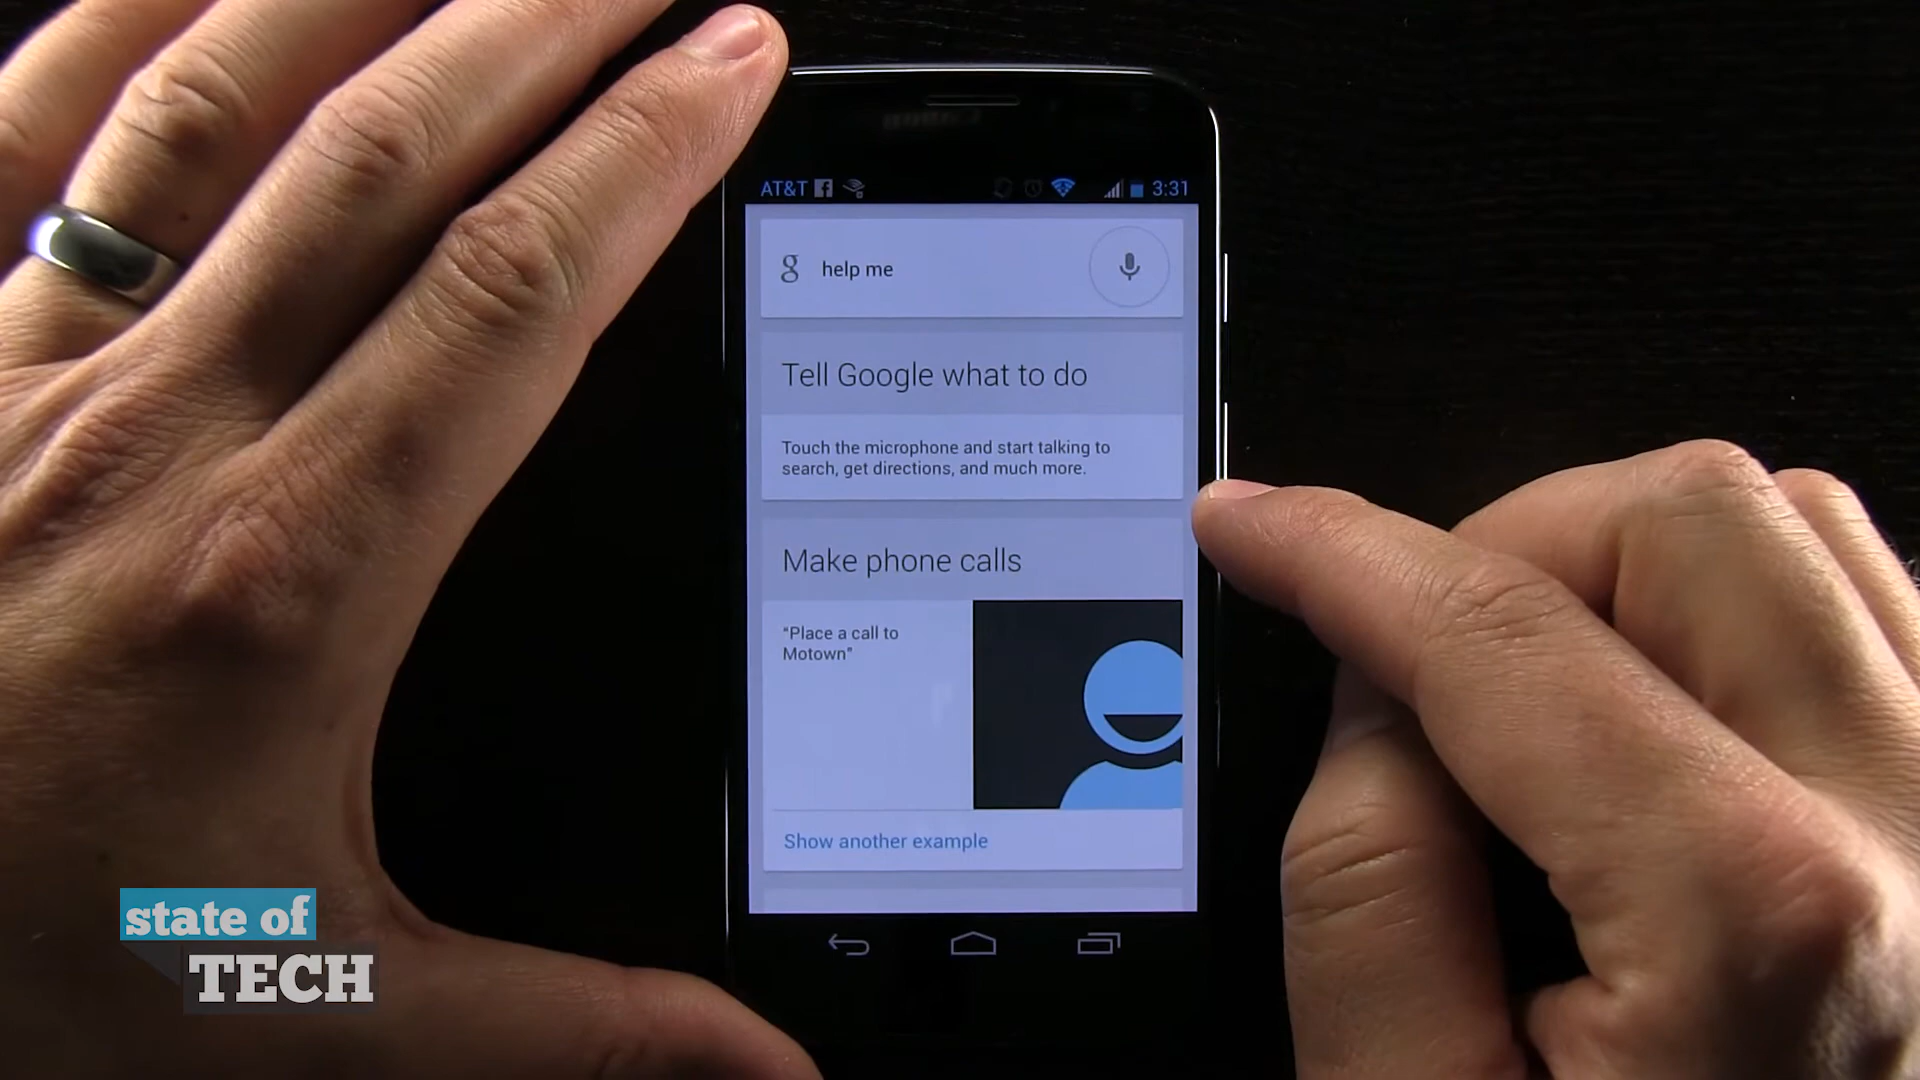 AT&T
3:31
g help me
Tell Google what to do
Touch the microphone and start talking to
search, get directions, and much more.
Make phone calls
"Place a call to
Motown"
Show another example
state of
TECH